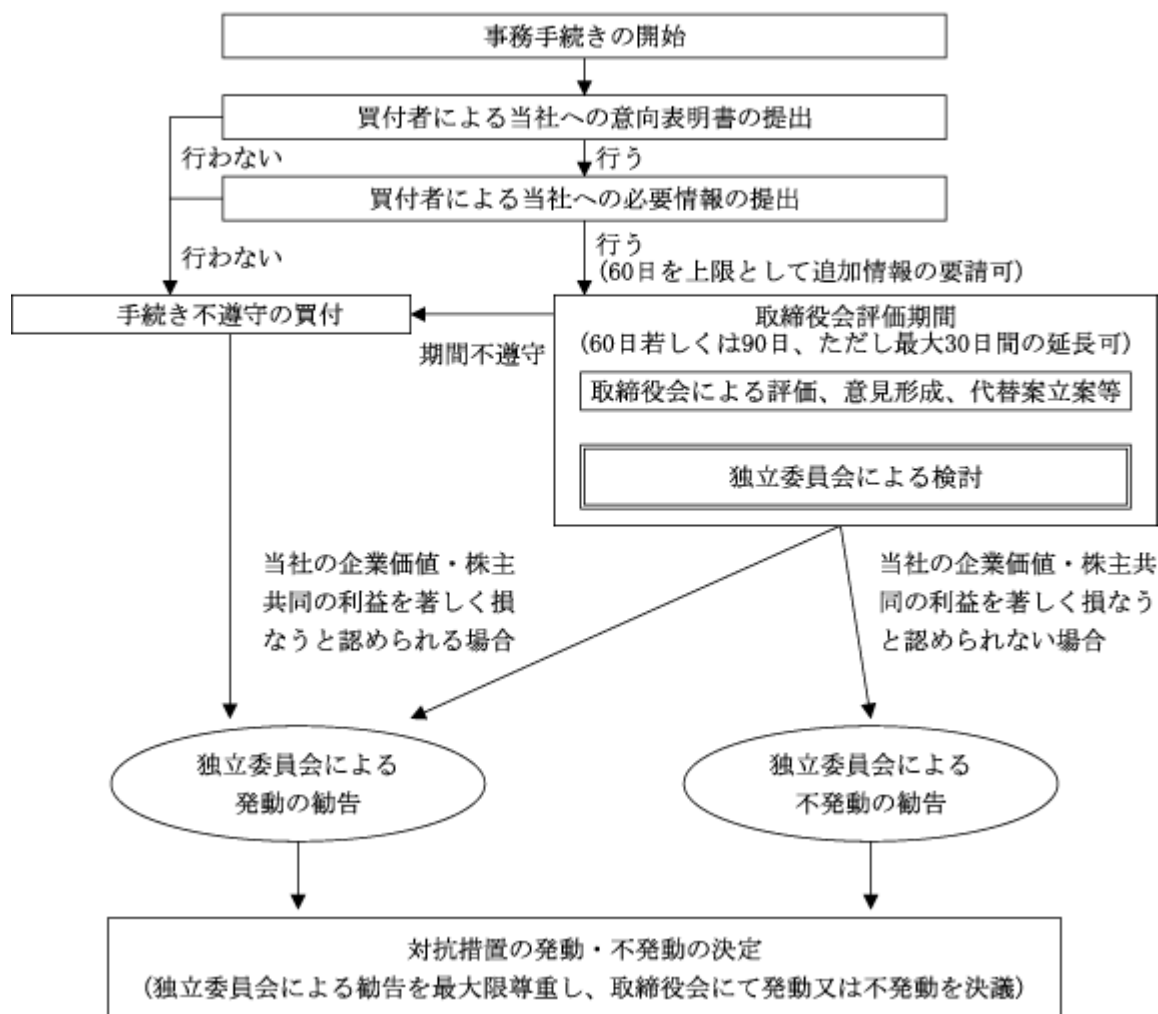 事務手続きの開始
買付者による当社への意向表明書の提出
行わない
行う
買付者による当社への必要情報の提出
行わない
行う
(60日を上限として追加情報の要請可)
手続き不遵守の買付
期間不遵守
取締役会評価期間
(60日若しくは90日、ただし最大30日間の延長可)
取締役会による評価、意見形成、代替案立案等
独立委員会による検討
当社の企業価値・株主
共同の利益を著しく損
なうと認められる場合
当社の企業価値・株主共
同の利益を著しく損なう
と認められない場合
独立委員会による
発動の勧告
独立委員会による
不発動の勧告
対抗措置の発動・不発動の決定
(独立委員会による勧告を最大限尊重し、取締役会にて発動又は不発動を決議)